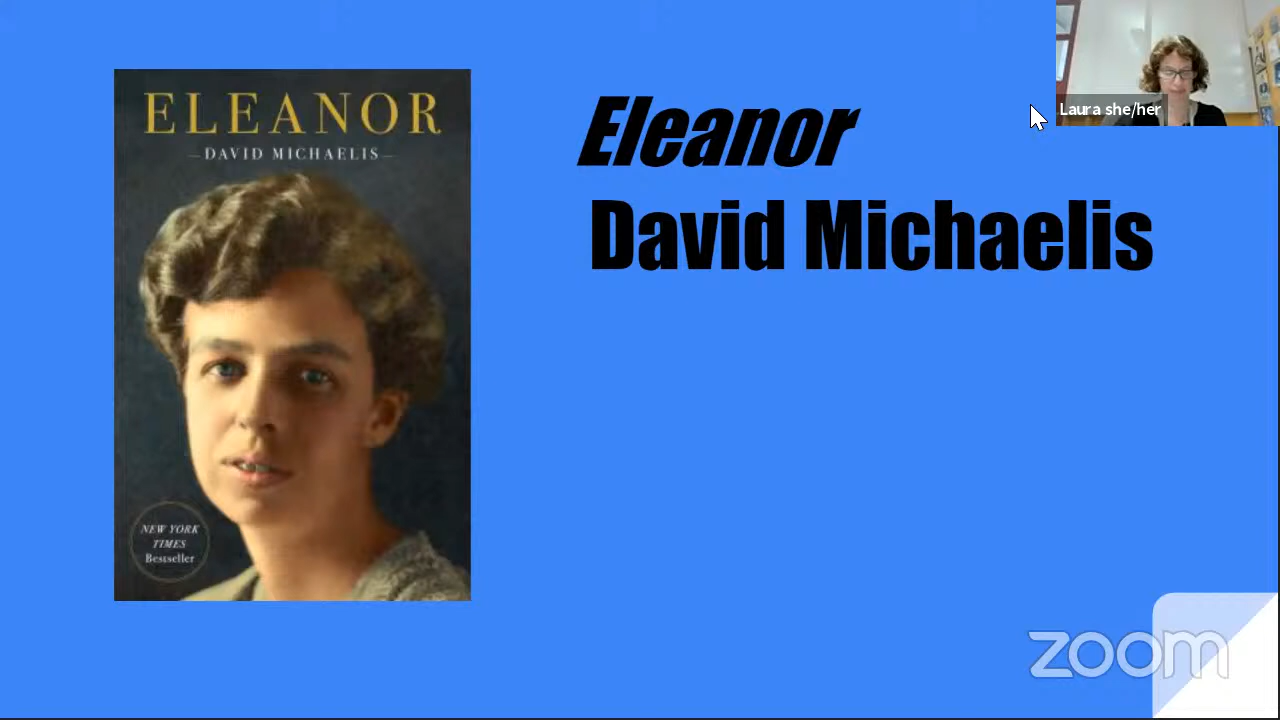 ELEANOR
—DAVID MICHAELIS—
NEW YORK
TIMES
Bestseller
Eleanor
David Michaelis
Laura she/her
zoom